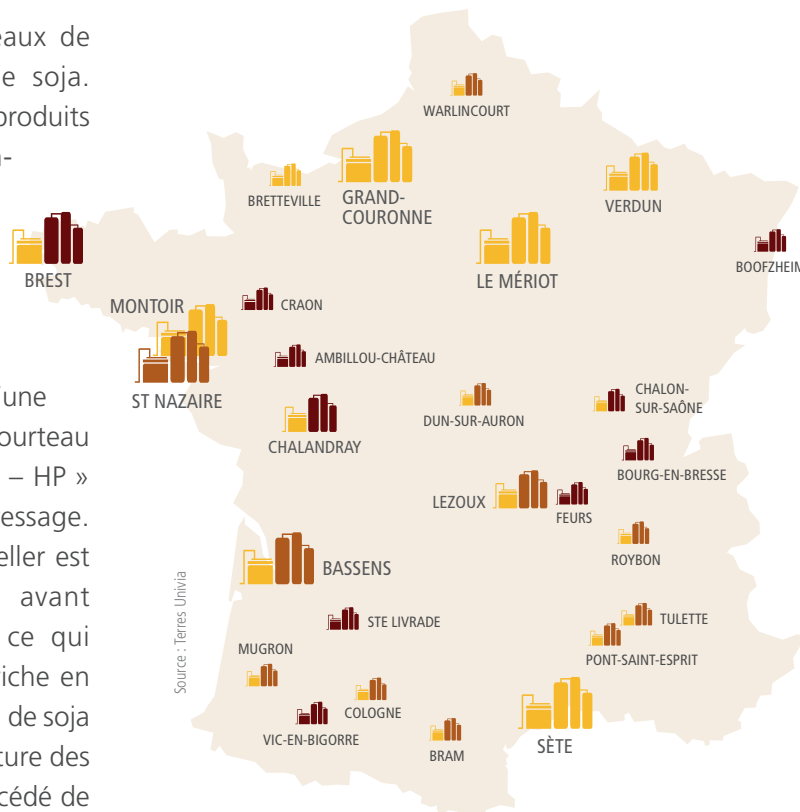 eaux de
e soja.
produits
n-
'une
ourteau
– HP »
essage.
eller est
avant
ce qui
riche en
de soja
ture des
cédé de
WARLINCOURT
BRETTEVILLE
GRAND-
COURONNE
VERDUN
BREST
LE MÉRIOT
BOOFZHEIM
MONTOIR
CRAON
AMBILLOU-CHÂTEAU
ST NAZAIRE
CHALANDRAY
DUN-SUR-AURON
CHALON-
SUR-SAÔNE
BOURG-EN-BRESSE
LEZOUX
FEURS
ROYBON
BASSENS
STE LIVRADE
TULETTE
PONT-SAINT-ESPRIT
MUGRON
COLOGNE
VIC-EN-BIGORRE
BRAM
SÈTE
Source : Terres Univia